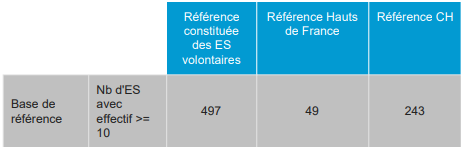 Référence
constituée
des ES
volontaires
Référence Hauts
de France
Référence CH
Base de
référence
Nb d'ES
avec
effectif >=
10
497
49
243